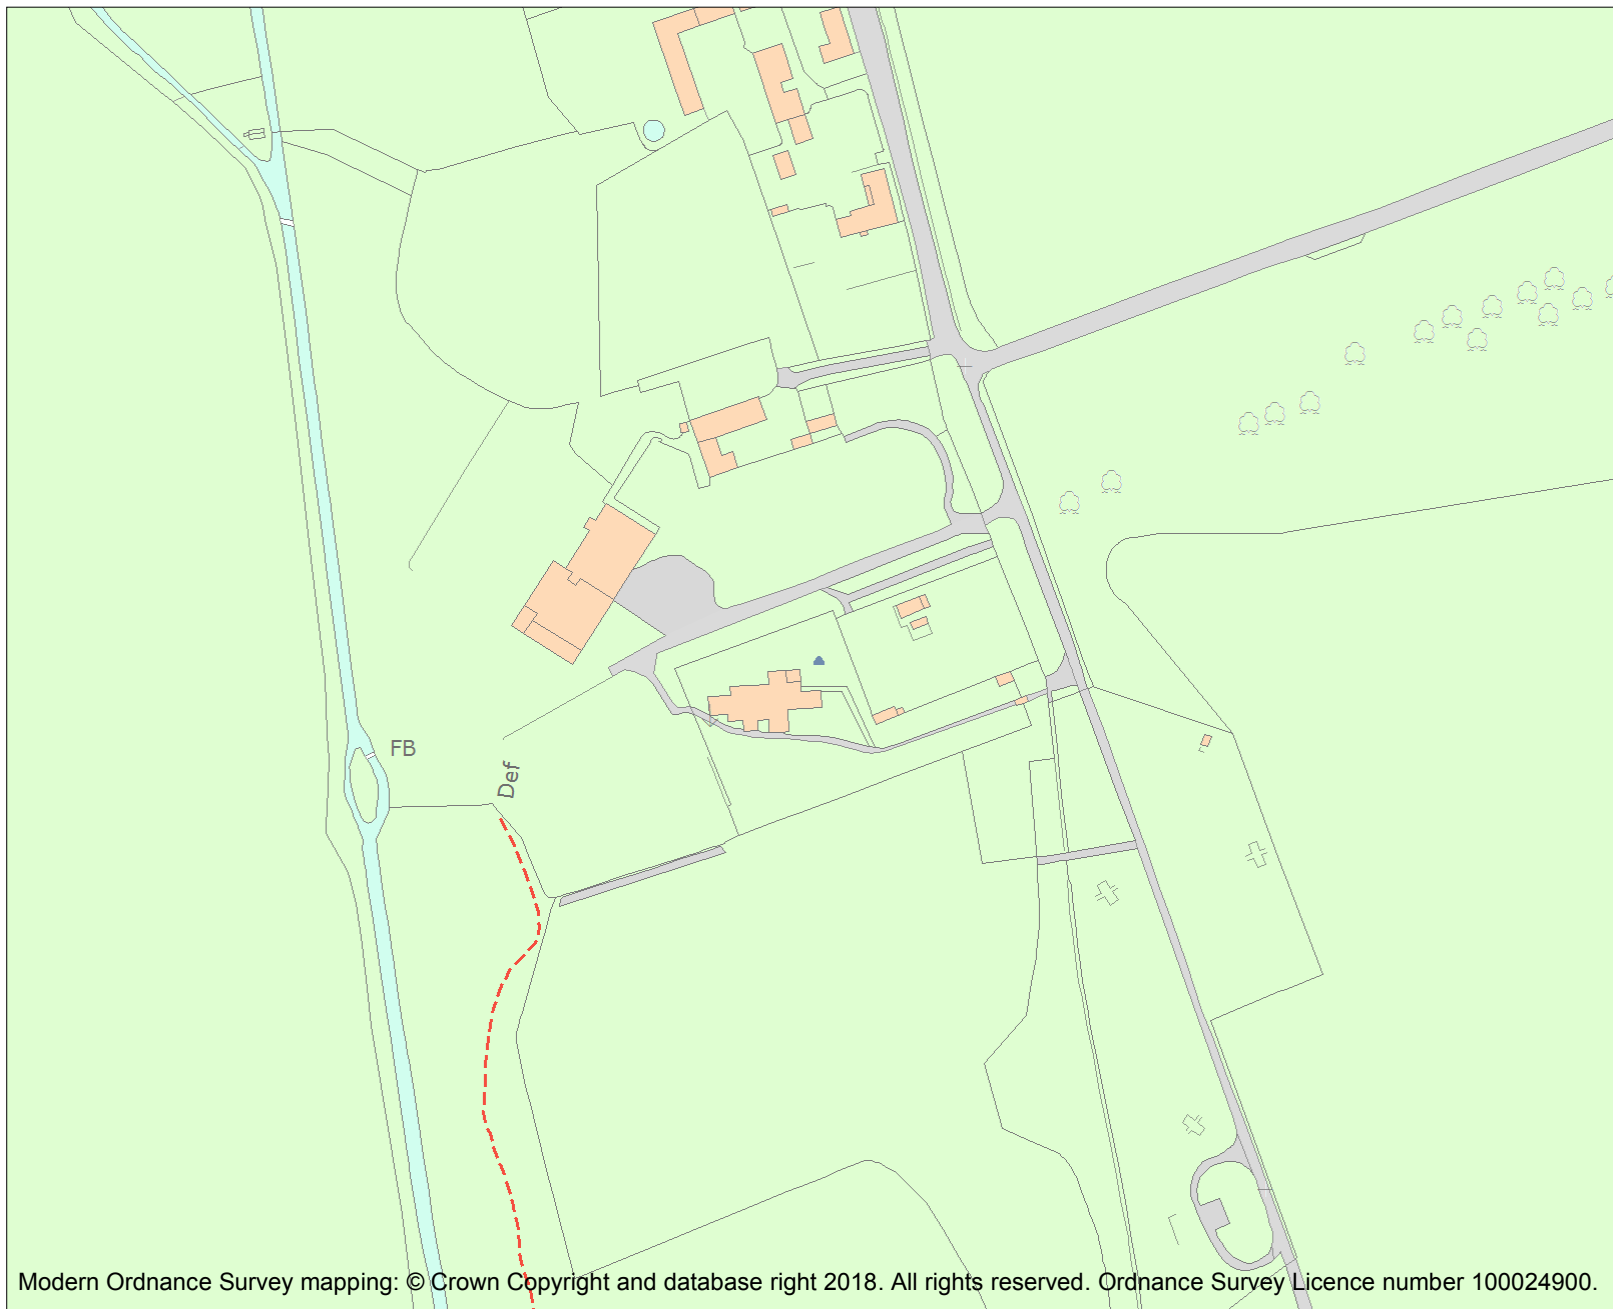 FB
Def
Modern Ordnance Survey mapping: © Crown Copyright and database right 2018. All rights reserved. Ordnance Survey Licence number 100024900.